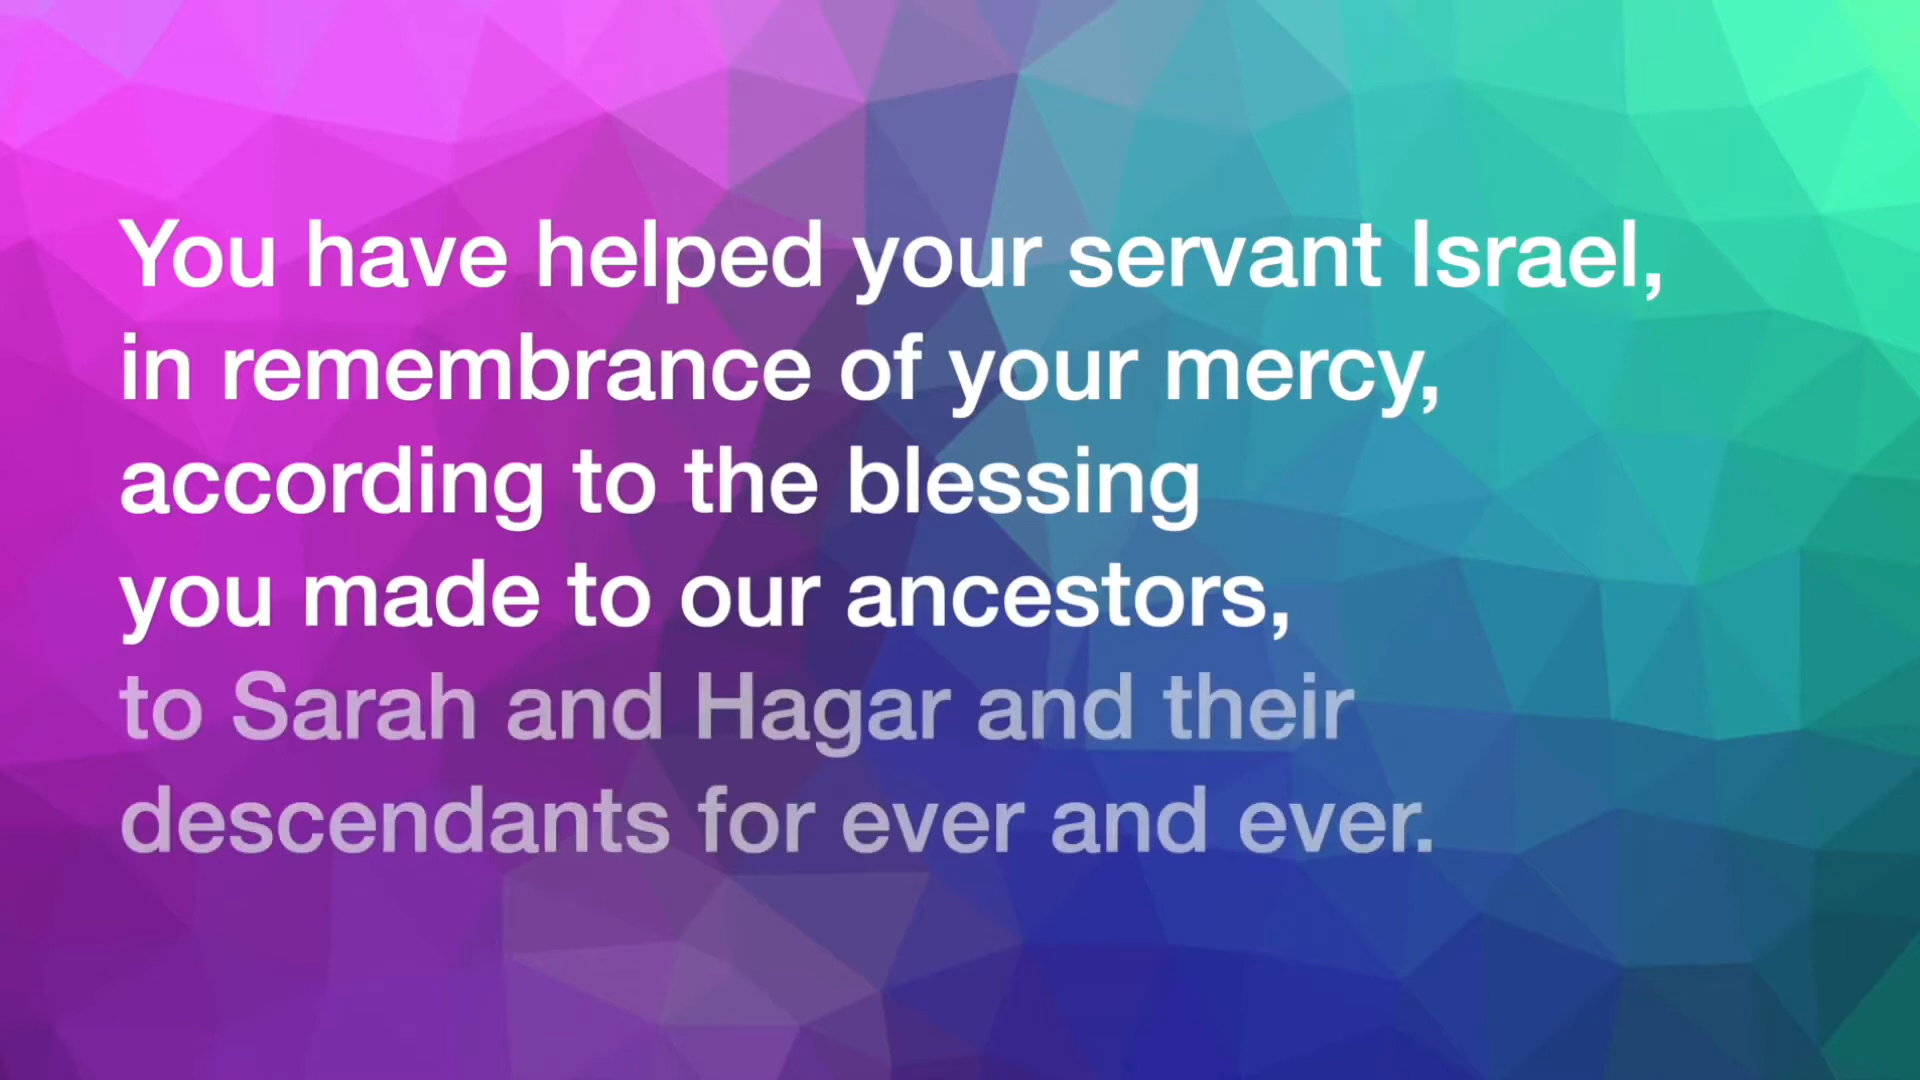 You have helped your servant Israel,
in remembrance of your mercy,
according to the blessing
you made to our ancestors,
to Sarah and Hagar and their
descendants for ever and ever.